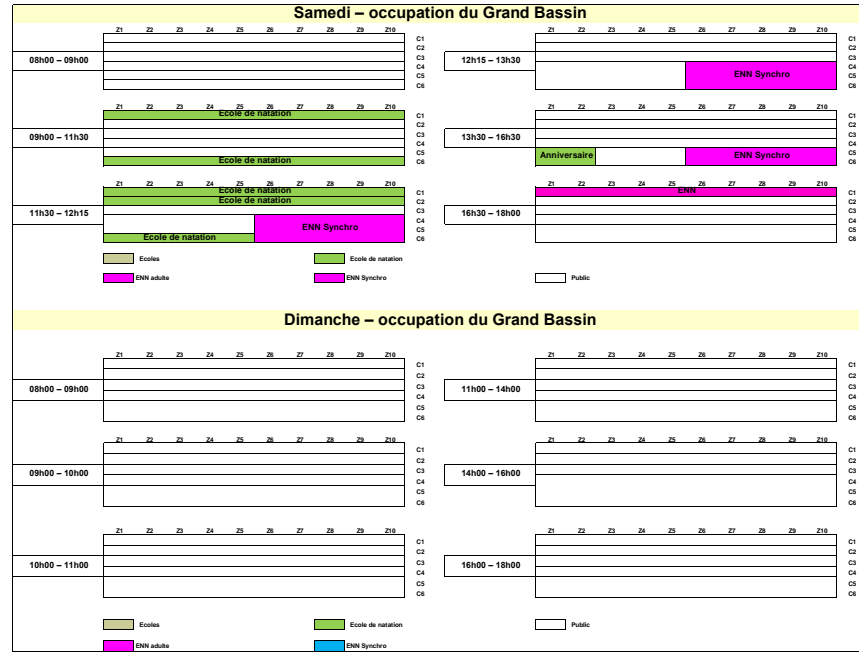 Samedi – occupation du Grand Bassin
Z1 Z2 Z3 Z4 Z5 Z6 Z7 Z8 Z9 Z10
08h00 – 09h00
C1
C2
C3
C4
C5
C6
Z1 Z2 Z3 Z4 Z5 Z6 Z7 Z8 Z9 Z10
12h15 – 13h30
ENN Synchro
C1
C2
C3
C4
C5
C6
Z1 Z2 Z3 Z4 Z5 Z6 Z7 Z8 Z9 Z10
09h00 – 11h30
Ecole de natation
Ecole de natation
C1
C2
C3
C4
C5
C6
Z1 Z2 Z3 Z4 Z5 Z6 Z7 Z8 Z9 Z10
13h30 – 16h30
Anniversaire
ENN Synchro
C1
C2
C3
C4
C5
C6
Z1 Z2 Z3 Z4 Z5 Z6 Z7 Z8 Z9 Z10
11h30 – 12h15
Ecole de natation
Ecole de natation
ENN Synchro
Ecole de natation
C1
C2
C3
C4
C5
C6
Z1 Z2 Z3 Z4 Z5 Z6 Z7 Z8 Z9 Z10
16h30 – 18h00
ENN
C1
C2
C3
C4
C5
C6
Ecoles Ecole de natation
ENN adulte ENN Synchro Public
Dimanche – occupation du Grand Bassin
Z1 Z2 Z3 Z4 Z5 Z6 Z7 Z8 Z9 Z10
08h00 – 09h00
C1
C2
C3
C4
C5
C6
Z1 Z2 Z3 Z4 Z5 Z6 Z7 Z8 Z9 Z10
11h00 – 14h00
C1
C2
C3
C4
C5
C6
Z1 Z2 Z3 Z4 Z5 Z6 Z7 Z8 Z9 Z10
09h00 – 10h00
C1
C2
C3
C4
C5
C6
Z1 Z2 Z3 Z4 Z5 Z6 Z7 Z8 Z9 Z10
14h00 – 16h00
C1
C2
C3
C4
C5
C6
Z1 Z2 Z3 Z4 Z5 Z6 Z7 Z8 Z9 Z10
10h00 – 11h00
C1
C2
C3
C4
C5
C6
Z1 Z2 Z3 Z4 Z5 Z6 Z7 Z8 Z9 Z10
16h00 – 18h00
C1
C2
C3
C4
C5
C6
Ecoles Ecole de natation Public
ENN adulte ENN Synchro